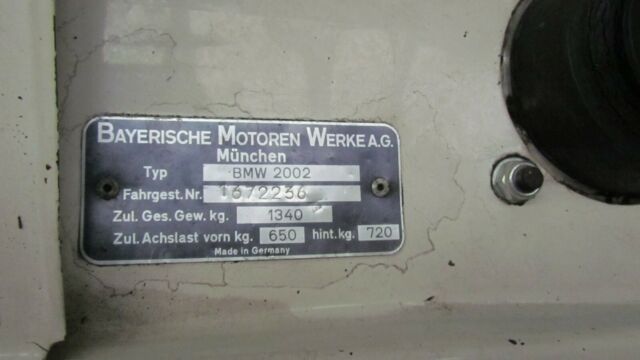 BAYERISCHE MOTOREN WERKE A.G.
München
Typ BMW 2002
Fahrgest. Nr. 1672236
Zul. Ges. Gew. kg. 1340
Zul. Achslast vorn kg. 650 hint. kg. 720
Made in Germany